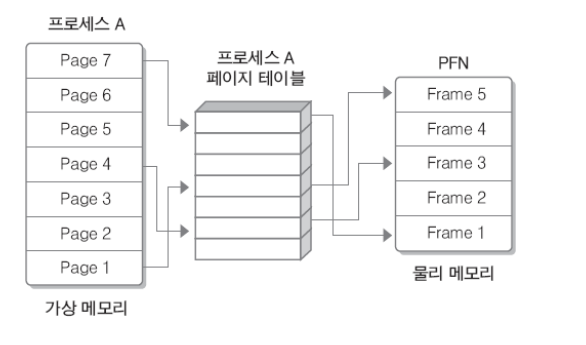 프로세스 A
Page 7
Page 6
Page 5
Page 4
Page 3
Page 2
Page 1
가상 메모리
프로세스 A
페이지 테이블
PFN
Frame 5
Frame 4
Frame 3
Frame 2
Frame 1
물리 메모리